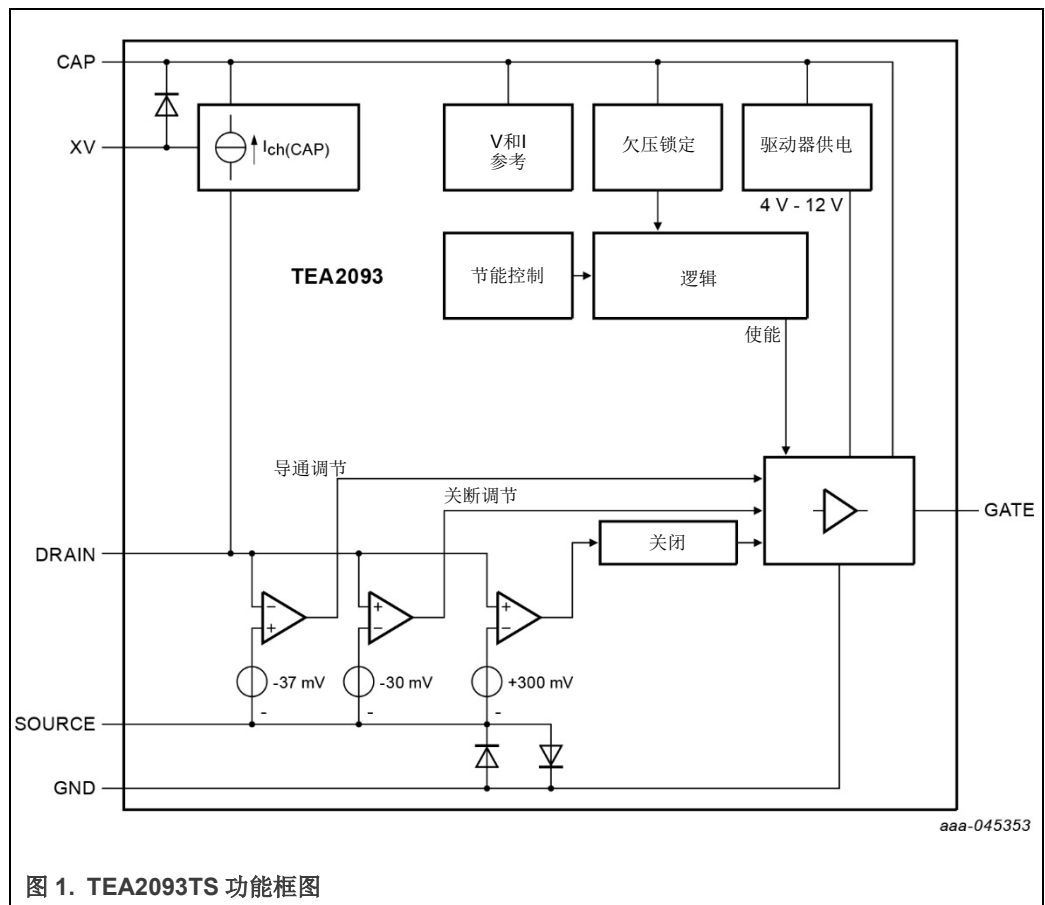 CAP
XV
Ich(CAP)
V和I
参考
欠压锁定
驱动器供电
4 V - 12 V
TEA2093
节能控制
逻辑
使能
导通调节
关断调节
GATE
DRAIN
关闭
−
+
+
−
+
−
-37 mV
-30 mV
+300 mV
-
-
-
SOURCE
GND
aaa-045353
图 1. TEA2093TS 功能框图